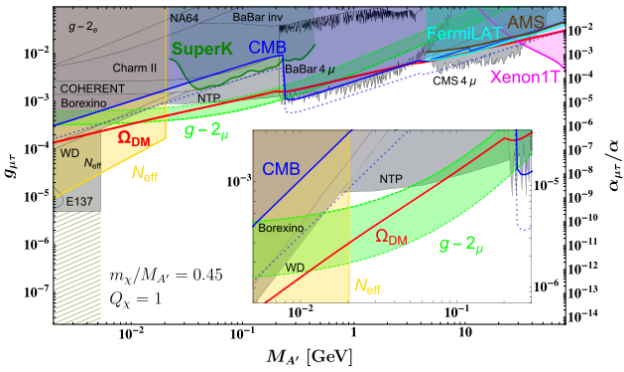 g-2e
NA64
BaBar inv
AMS
SuperK
CMB
FermiLAT
Charm II
BaBar 4 μ
Xenon1T
COHERENT
CMS 4 μ
Borexino
NTP
g-2μ
ΩDM
WD
Neff
Neff
E137
mχ/MA' = 0.45
Qχ = 1
CMB
NTP
Borexino
ΩDM
g-2μ
WD
Neff
10^-3
10^-5
10^-6
10^-2
10^-1
10^-2
10^-3
10^-4
10^-5
10^-6
10^-7
gμτ
10^-2
10^-3
10^-4
10^-5
10^-6
10^-7
10^-8
10^-9
10^-10
10^-11
10^-12
10^-13
10^-14
αμτ/α
10^-2
10^-1
1
10
MA' [GeV]